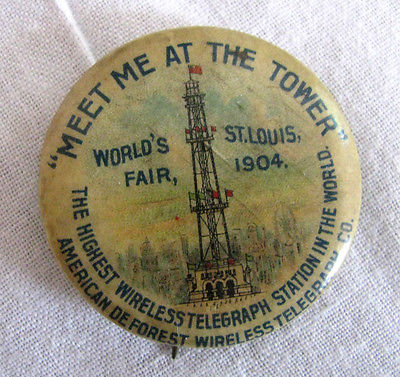 "MEET ME AT THE TOWER"
WORLD'S FAIR,
ST. LOUIS, 1904.
THE HIGHEST WIRELESS TELEGRAPH STATION IN THE WORLD.
AMERICAN DE FOREST WIRELESS TELEGRAPH CO.